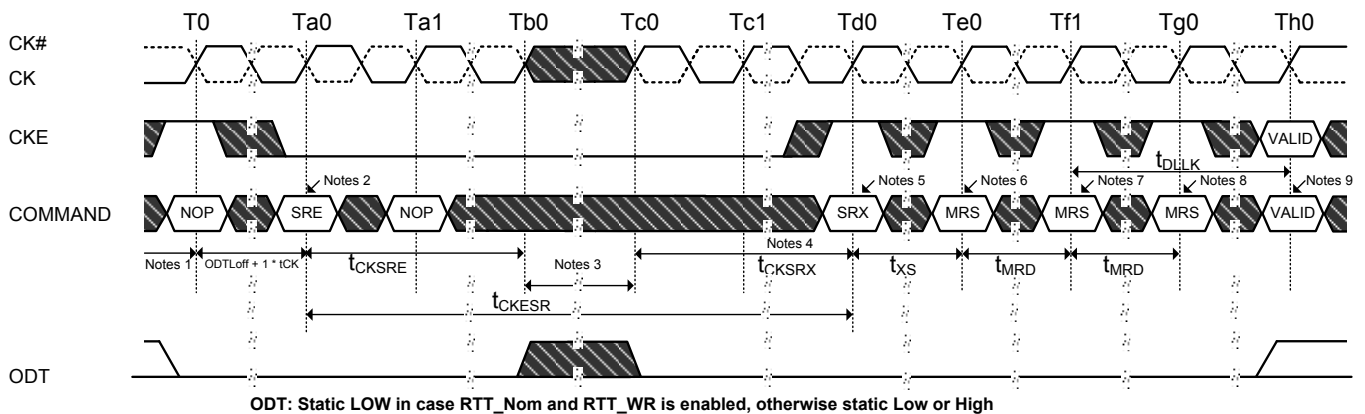 T0 Ta0 Ta1 Tb0 Tc0 Tc1 Td0 Te0 Tf1 Tg0 Th0
CK#
CK
CKE
VALID
tDLLK
Notes 2 Notes 5 Notes 6 Notes 7 Notes 8 Notes 9
COMMAND
NOP SRE NOP SRX MRS MRS MRS VALID
Notes 1 ODTLoff + 1 * tCK tCKSRE Notes 3 Notes 4 tCKSRX tXS tMRD tMRD
tCKESR
ODT
ODT: Static LOW in case RTT_Nom and RTT_WR is enabled, otherwise static Low or High